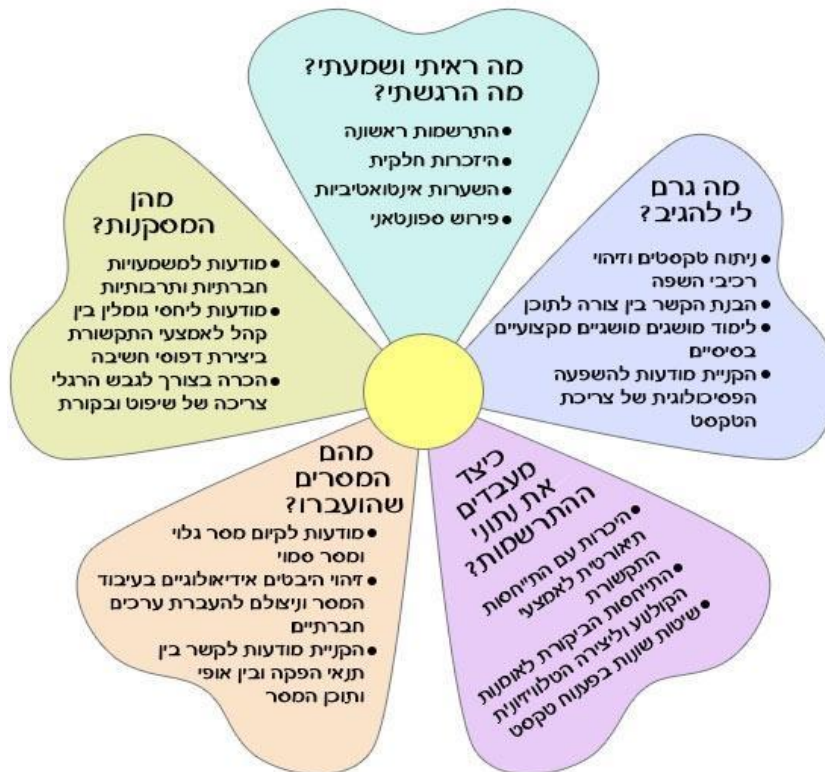 מה ראיתי ושמעתי?
מה הרגשתי?
•התרשמות ראשונה
•היזכרות חלקית
•השערות אינטואטיביות
•פירוש ספונטאני
מה גרם
לי להגיב?
•ניתוח טקסטים וזיהוי
רכיבי השפה
•הבנת הקשר בין צורה לתוכן
•לימוד מושגים מושגיים מקצועיים
בסיסיים
•הקניית מודעות להשפעה
הפסיכולוגית של צריכת
הטקסט
כיצד
מעבדים
את נתוני
ההתרשמות?
•היכרות עם התייחסות
תיאורטית לאמצעי
התקשורת
•התייחסות הביקורת לאומנות
הקולנוע וליצירה הטלוויזיונית
•שיטות שונות בפענוח טקסט
מהם
המסרים
שהועברו?
•מודעות לקיום מסר גלוי
ומסר סמוי
•זיהוי היבטים אידיאולוגיים בעיבוד
המסר וניצולם להעברת ערכים
חברתיים
•הקניית מודעות לקשר בין
תנאי הפקה ובין אופי
ותוכן המסר
מהן
המסקנות?
•מודעות למשמעויות
חברתיות ותרבותיות
•מודעות ליחסי גומלין בין
קהל לאמצעי התקשורת
ביצירת דפוסי חשיבה
•הכרה בצורך לגבש הרגלי
צריכה של שיפוט ובקורת